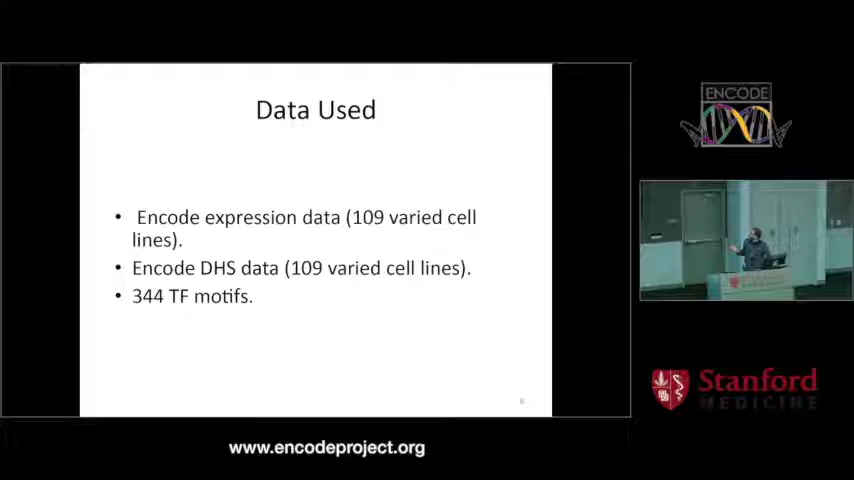 Data Used
• Encode expression data (109 varied cell
lines).
• Encode DHS data (109 varied cell lines).
• 344 TF motifs.
6
ENCODE
Stanford
MEDICINE
www.encodeproject.org